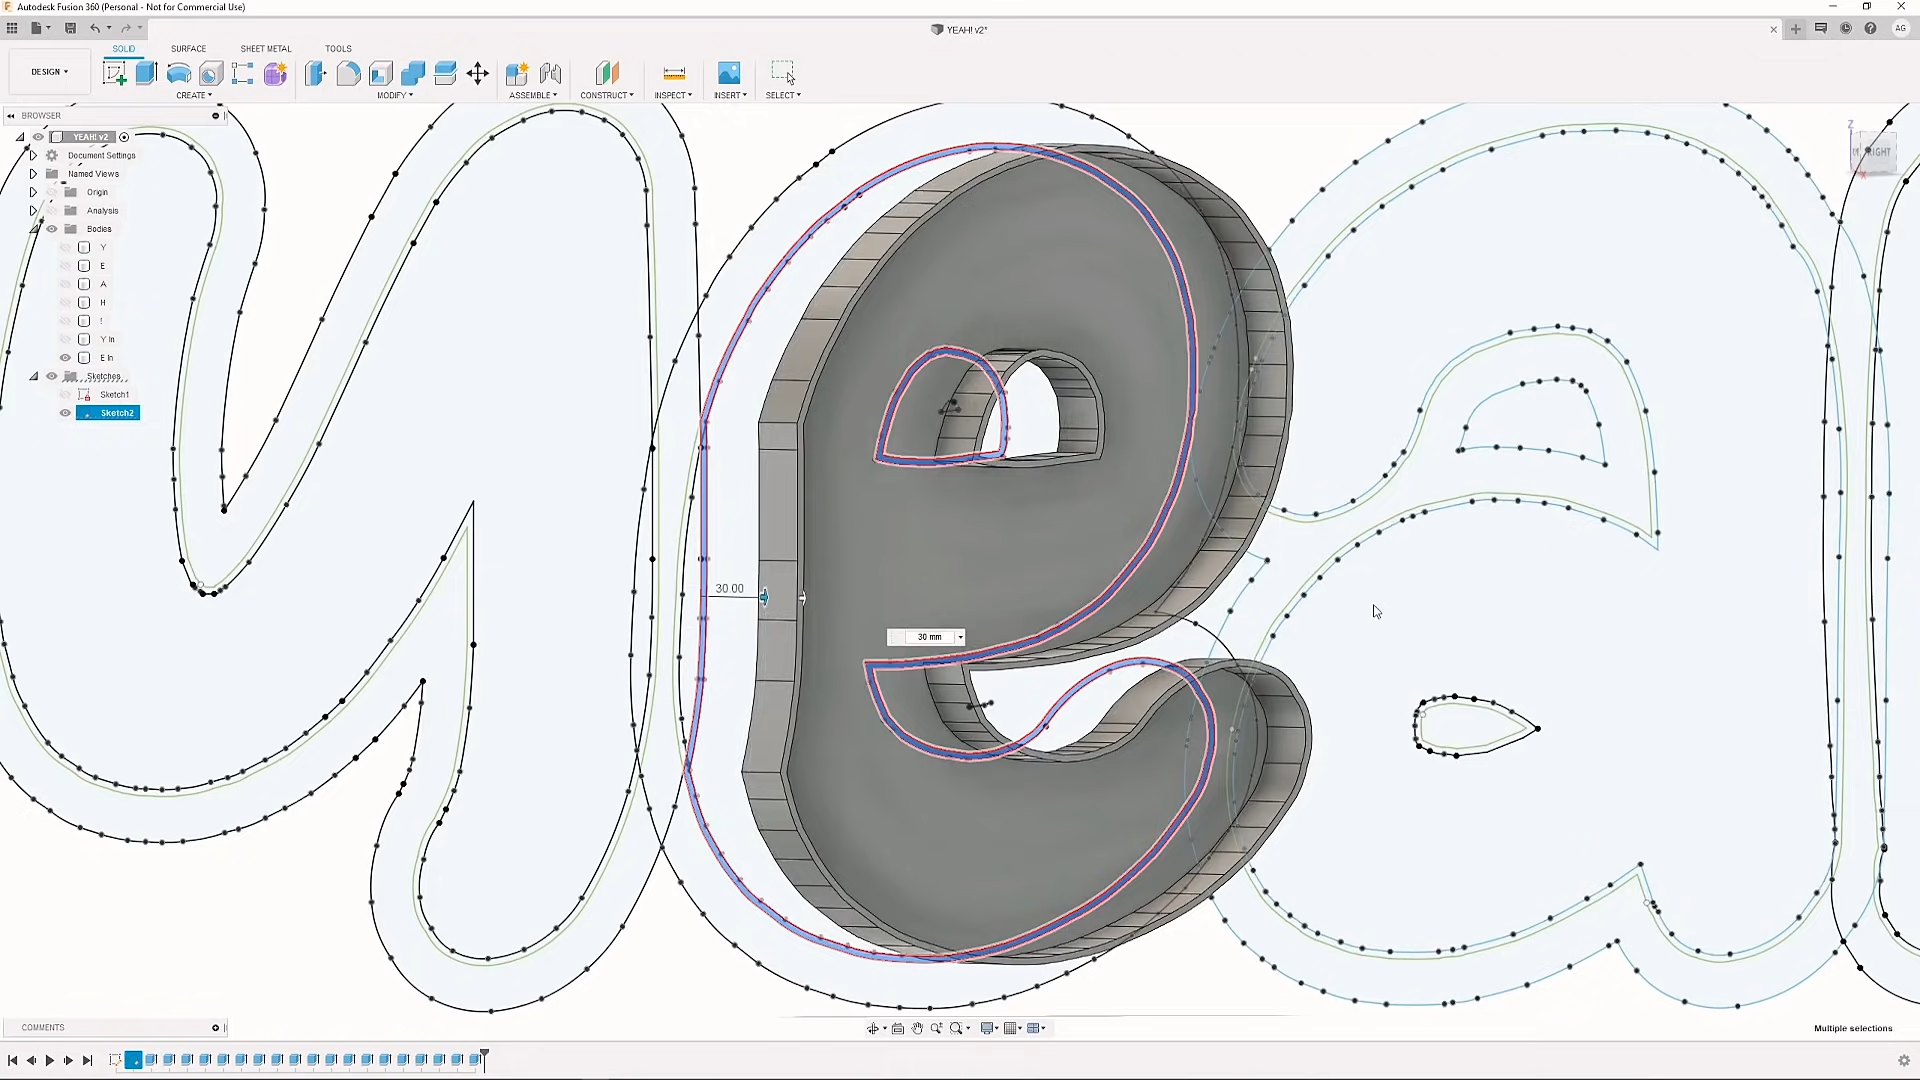 Autodesk Fusion 360 (Personal - Not for Commercial Use)
YEAH! v2*
AG
DESIGN
SOLID SURFACE SHEET METAL TOOLS
CREATE MODIFY ASSEMBLE CONSTRUCT INSPECT INSERT SELECT
BROWSER
YEAH! v2
Document Settings
Named Views
Origin
Analysis
Bodies
Y
E
A
H
!
Y In
E In
Sketches
Sketch1
Sketch2
Z
RIGHT
X
30.00
30 mm
COMMENTS
Multiple selections